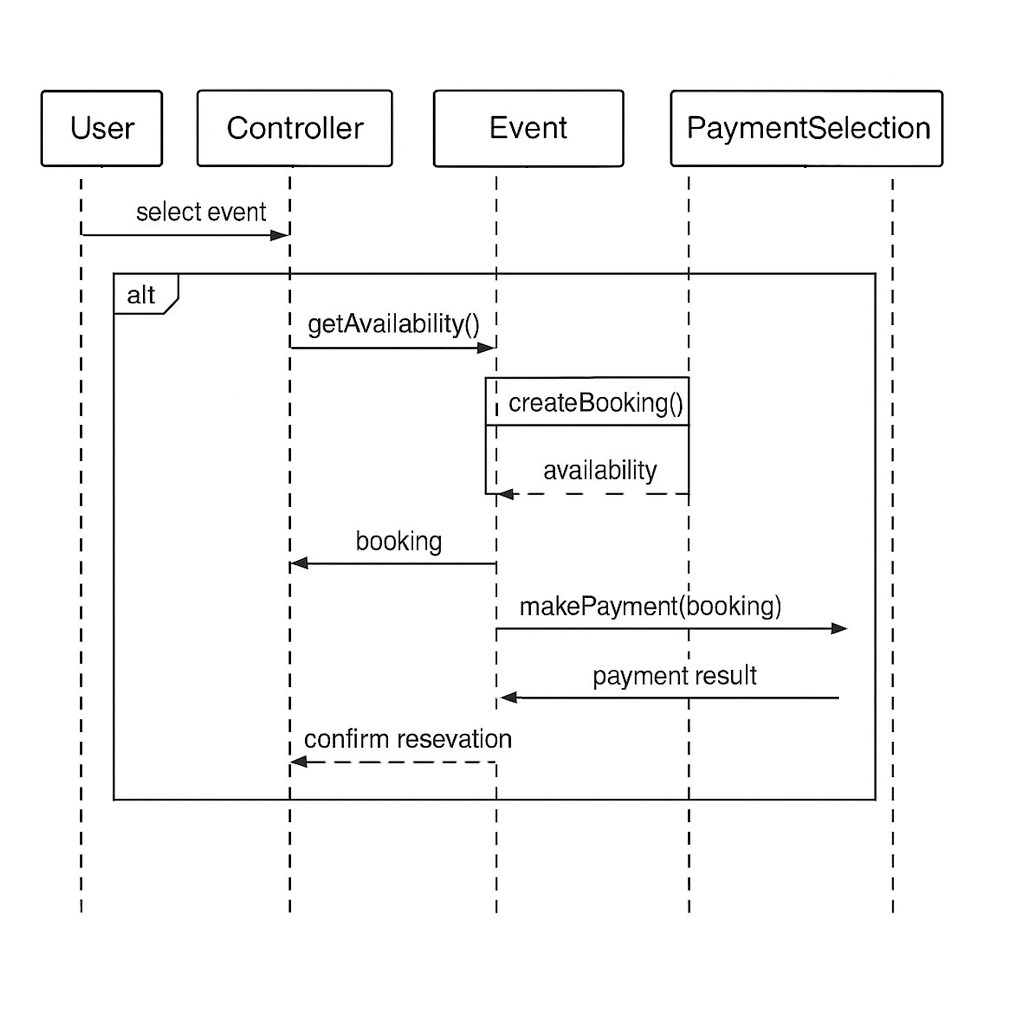 User
Controller
Event
PaymentSelection
select event
alt
getAvailability()
createBooking()
availability
booking
makePayment(booking)
payment result
confirm resevation